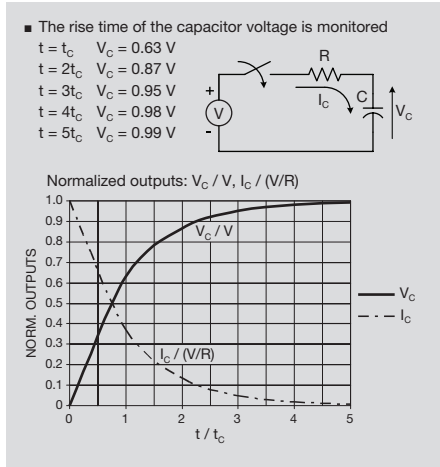 ■ The rise time of the capacitor voltage is monitored
t = tC VC = 0.63 V
t = 2tC VC = 0.87 V
t = 3tC VC = 0.95 V
t = 4tC VC = 0.98 V
t = 5tC VC = 0.99 V
R
+
V
-
IC
C
VC
Normalized outputs: VC / V, IC / (V/R)
NORM. OUTPUTS
1.0
0.9
0.8
0.7
0.6
0.5
0.4
0.3
0.2
0.1
0
VC / V
IC / (V/R)
VC
IC
0 1 2 3 4 5
t / tC